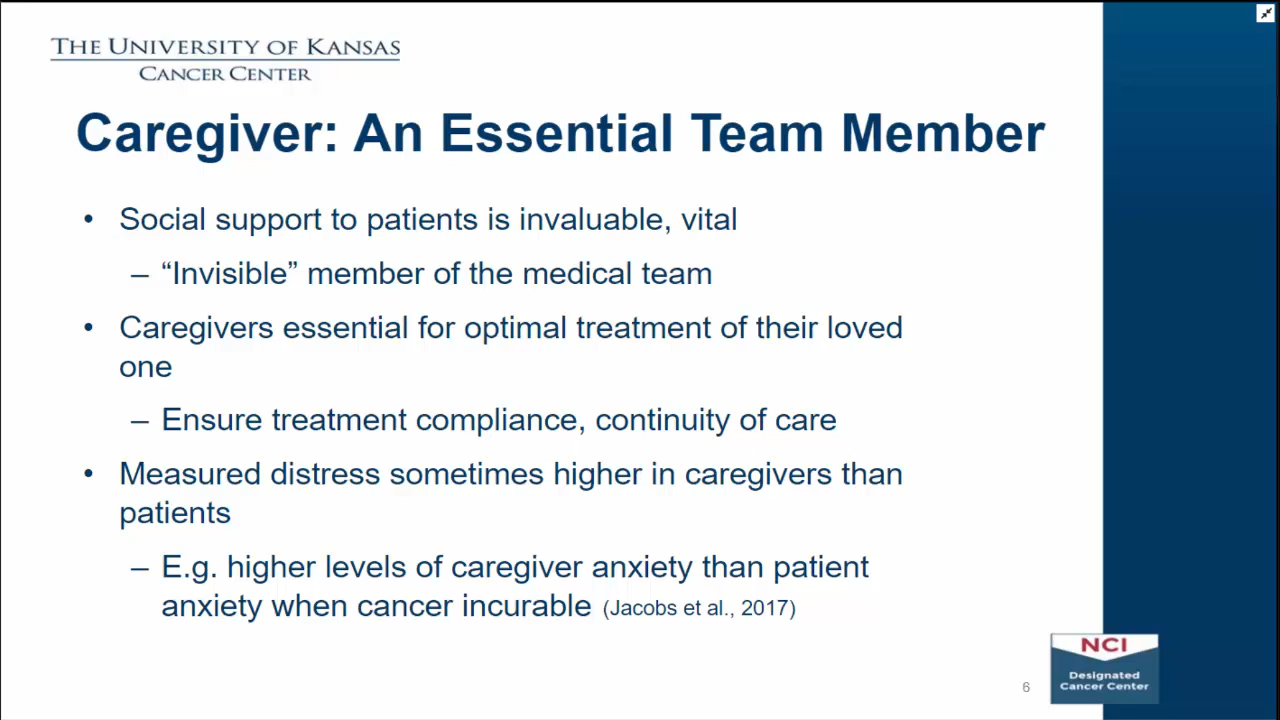 THE UNIVERSITY OF KANSAS
CANCER CENTER
Caregiver: An Essential Team Member
• Social support to patients is invaluable, vital
– “Invisible” member of the medical team
• Caregivers essential for optimal treatment of their loved
one
– Ensure treatment compliance, continuity of care
• Measured distress sometimes higher in caregivers than
patients
– E.g. higher levels of caregiver anxiety than patient
anxiety when cancer incurable (Jacobs et al., 2017)
6
NCI
Designated
Cancer Center